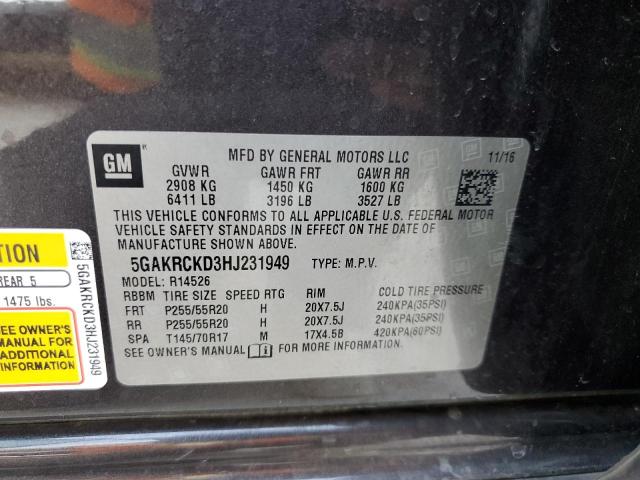 GM
MFD BY GENERAL MOTORS LLC
11/16
GVWR GAWR FRT GAWR RR
2908 KG 1450 KG 1600 KG
6411 LB 3196 LB 3527 LB
THIS VEHICLE CONFORMS TO ALL APPLICABLE U.S. FEDERAL MOTOR
VEHICLE SAFETY STANDARDS IN EFFECT ON THE DATE OF
MANUFACTURE SHOWN ABOVE.
5GAKRCKD3HJ231949 TYPE: M.P.V.
MODEL: R14526
RBBM TIRE SIZE SPEED RTG RIM COLD TIRE PRESSURE
FRT P255/55R20 H 20X7.5J 240KPA(35PSI)
RR P255/55R20 H 20X7.5J 240KPA(35PSI)
SPA T145/70R17 M 17X4.5B 420KPA(60PSI)
SEE OWNER'S MANUAL FOR MORE INFORMATION
ATION
REAR 5
1475 lbs.
SEE OWNER'S
MANUAL FOR
ADDITIONAL
INFORMATION
5GAKRCKD3HJ231949